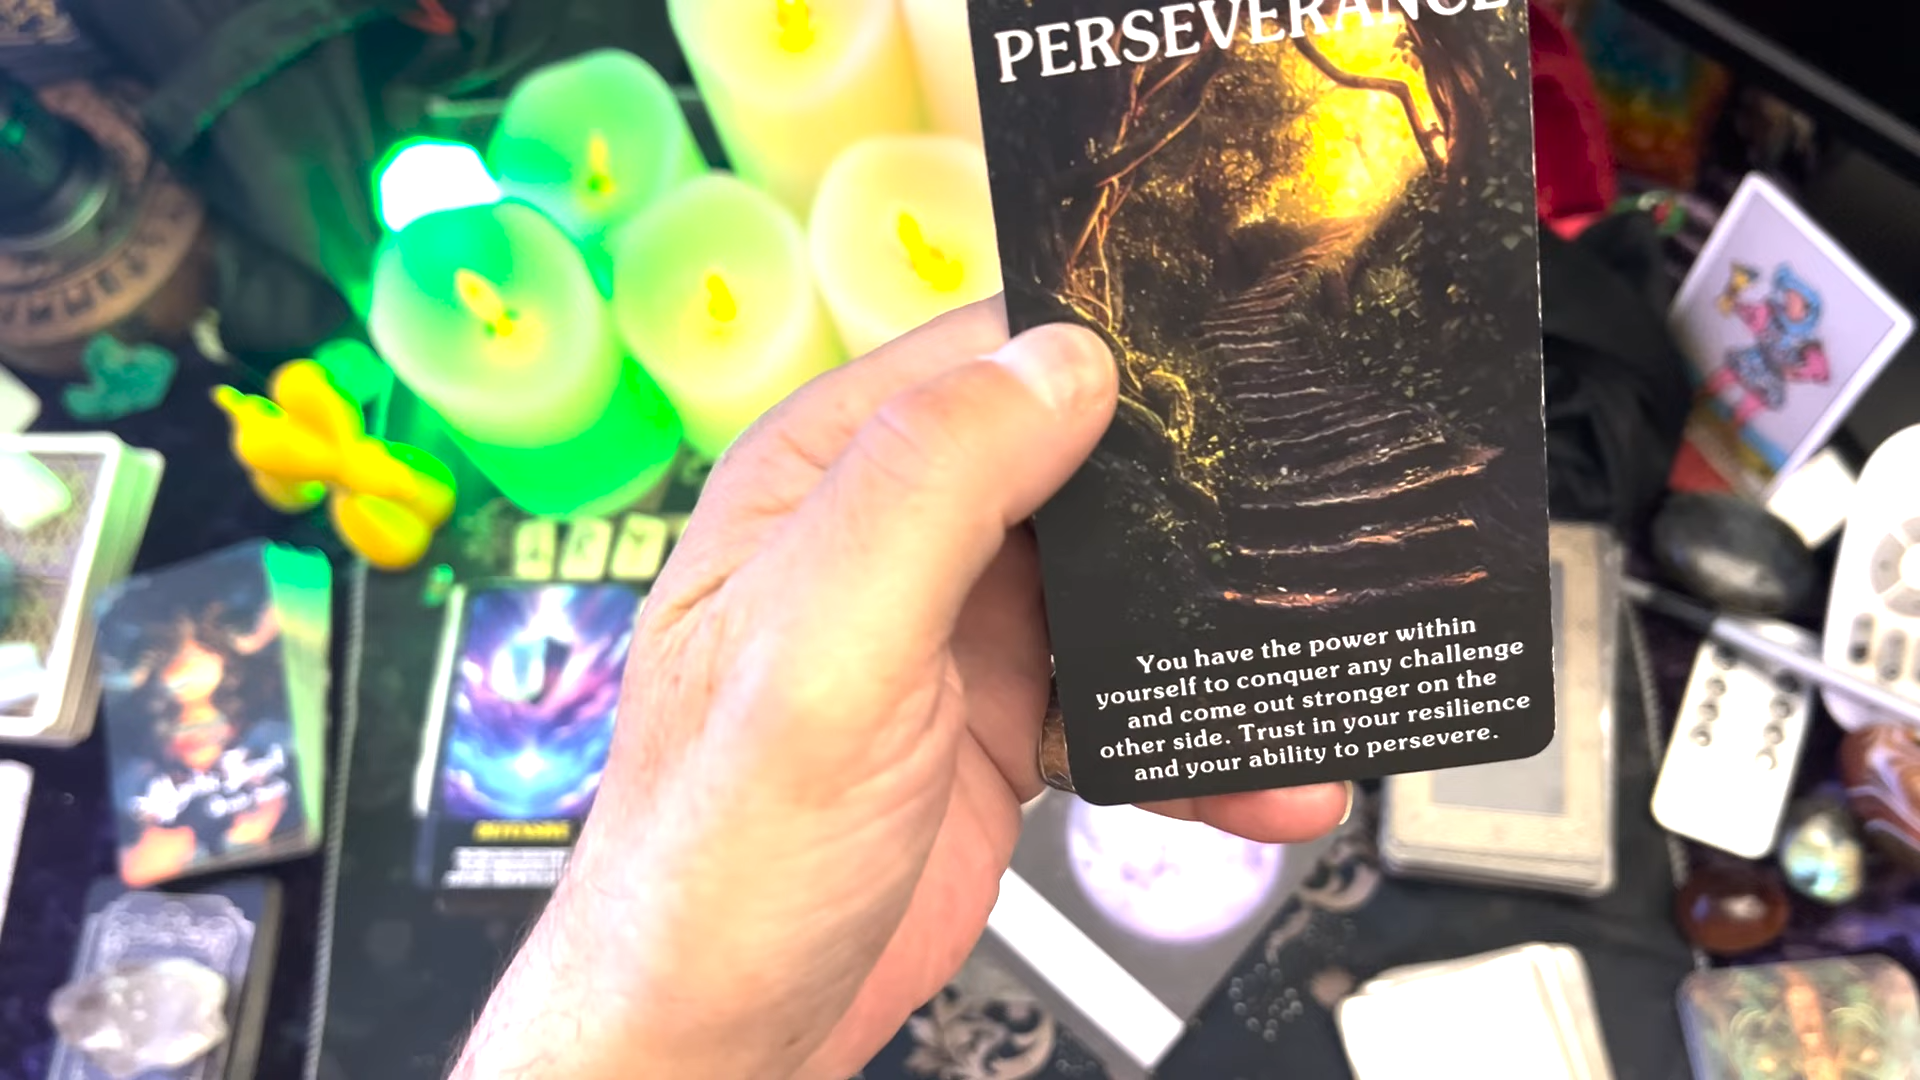 PERSEVERANCE
You have the power within
yourself to conquer any challenge
and come out stronger on the
other side. Trust in your resilience
and your ability to persevere.